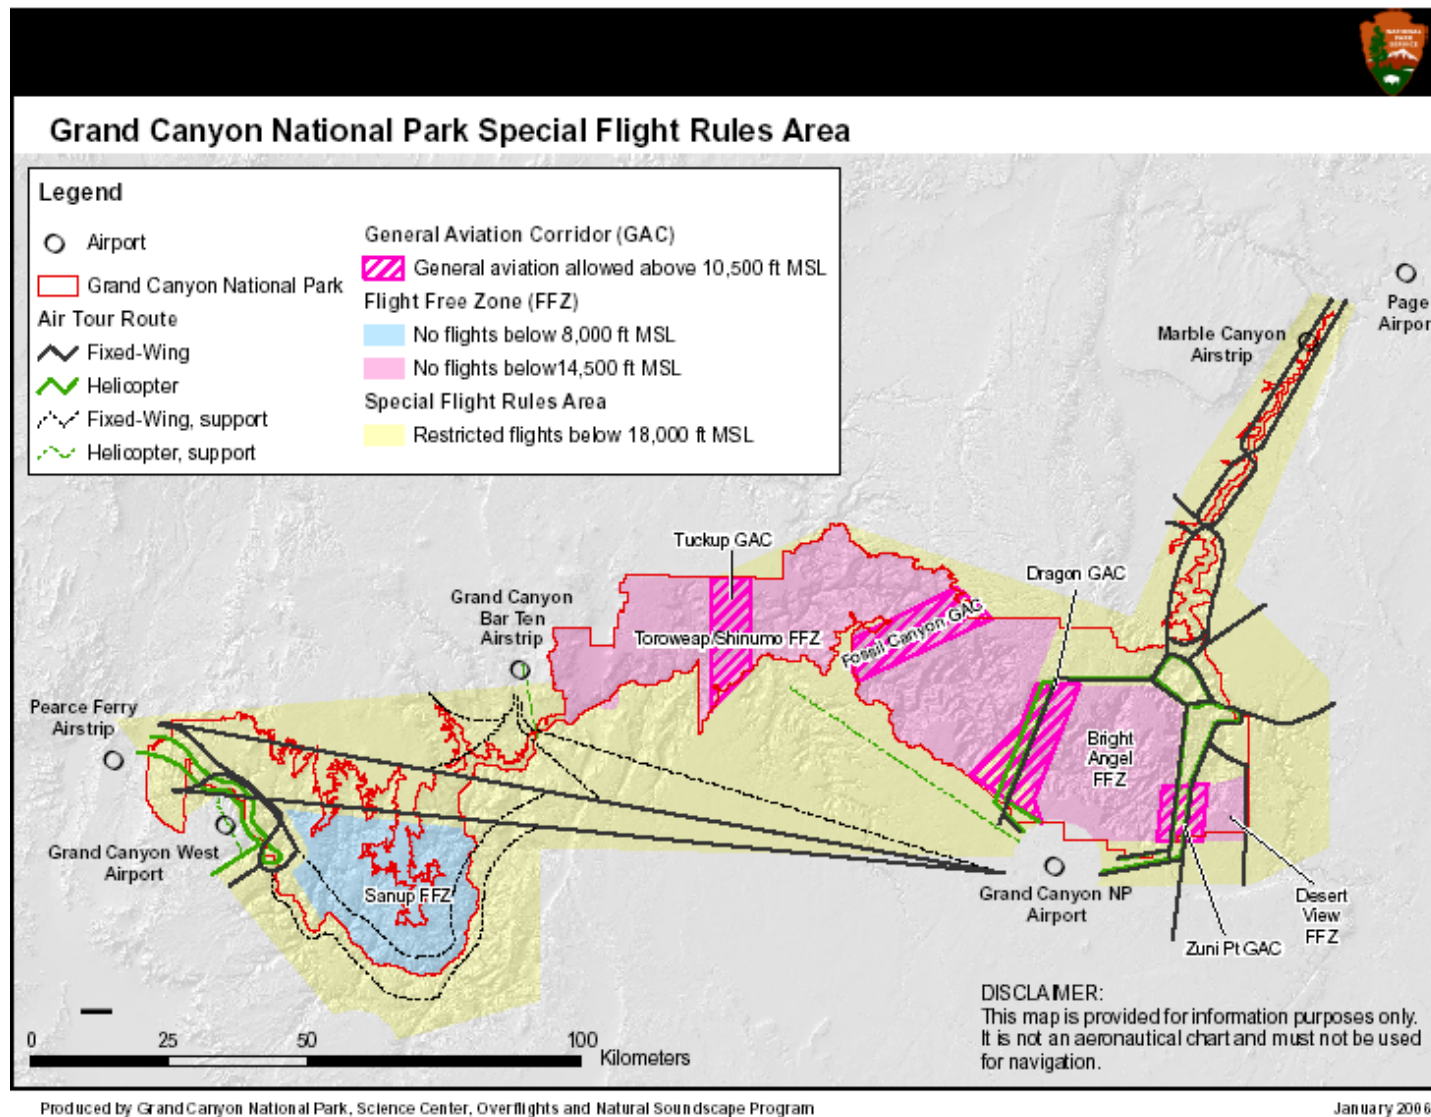 NATIONAL
PARK
SERVICE
Grand Canyon National Park Special Flight Rules Area
Legend
Airport
Grand Canyon National Park
Air Tour Route
Fixed-Wing
Helicopter
Fixed-Wing, support
Helicopter, support
General Aviation Corridor (GAC)
General aviation allowed above 10,500 ft MSL
Flight Free Zone (FFZ)
No flights below 8,000 ft MSL
No flights below14,500 ft MSL
Special Flight Rules Area
Restricted flights below 18,000 ft MSL
Page
Airport
Marble Canyon
Airstrip
Tuckup GAC
Dragon GAC
Grand Canyon
Bar Ten
Airstrip
Toroweap/Shinumo FFZ
Fossil Canyon GAC
Pearce Ferry
Airstrip
Bright
Angel
FFZ
Grand Canyon West
Airport
Sanup FFZ
Grand Canyon NP
Airport
Desert
View
FFZ
Zuni Pt GAC
DISCLAIMER:
This map is provided for information purposes only.
It is not an aeronautical chart and must not be used
for navigation.
0 25 50 100
Kilometers
Produced by Grand Canyon National Park, Science Center, Overflights and Natural Soundscape Program
January 2006